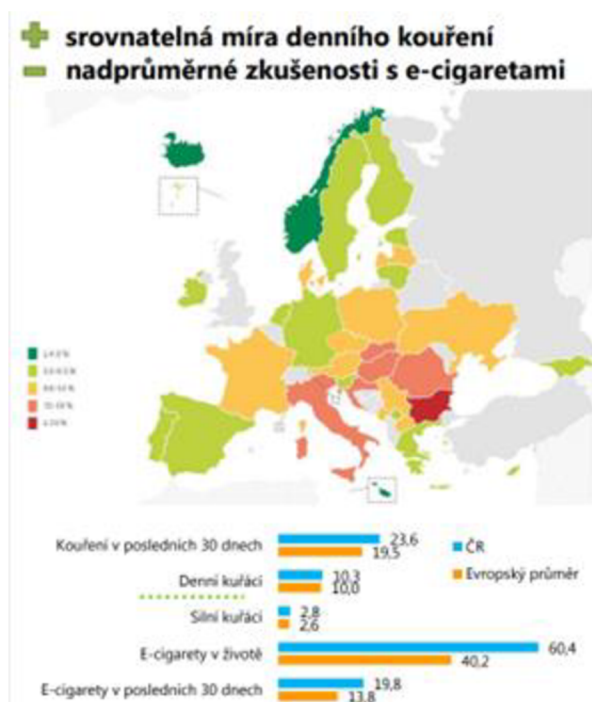 srovnatelná míra denního kouření
nadprůměrné zkušenosti s e-cigaretami
Kouření v posledních 30 dnech
23,6
19,5
ČR
Evropský průměr
Denní kuřáci
10,3
10,0
Silní kuřáci
2,8
2,6
E-cigarety v životě
60,4
40,2
E-cigarety v posledních 30 dnech
19,8
13,8